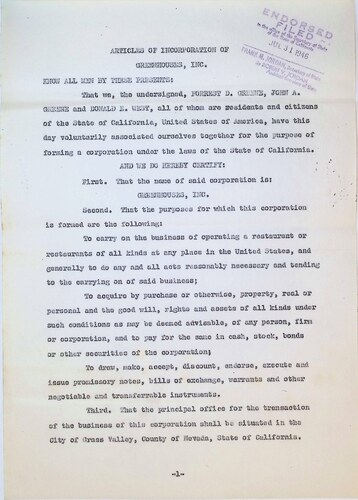 ENDORSED
FILED
JUL 31 1946
FRANK M. JORDAN, Secretary of State
ARTICLES OF INCORPORATION OF
GREENHOUSES, INC.
KNOW ALL MEN BY THESE PRESENTS:
That we, the undersigned, FORREST D. GEENCE, JOHN A.
GEENCE and DONALD E. WEST, all of whom are residents and citizens
of the State of California, United States of America, have this
day voluntarily associated ourselves together for the purpose of
forming a corporation under the laws of the State of California.
AND WE DO HEREBY CERTIFY:
First. That the name of said corporation is:
GREENHOUSES, INC.
Second. That the purposes for which this corporation
is formed are the following:
To carry on the business of operating a restaurant or
restaurants of all kinds at any place in the United States, and
generally to do any and all acts reasonably necessary and tending
to the carrying on of said business;
To acquire by purchase or otherwise, property, real or
personal and the good will, rights and assets of all kinds under
such conditions as may be deemed advisable, of any person, firm
or corporation, and to pay for the same in cash, stock, bonds
or other securities of the corporation;
To draw, make, accept, discount, endorse, execute and
issue promissory notes, bills of exchange, warrants and other
negotiable and transferrable instruments.
Third. That the principal office for the transaction
of the business of this corporation shall be situated in the
City of Grass Valley, County of Nevada, State of California.
-1-